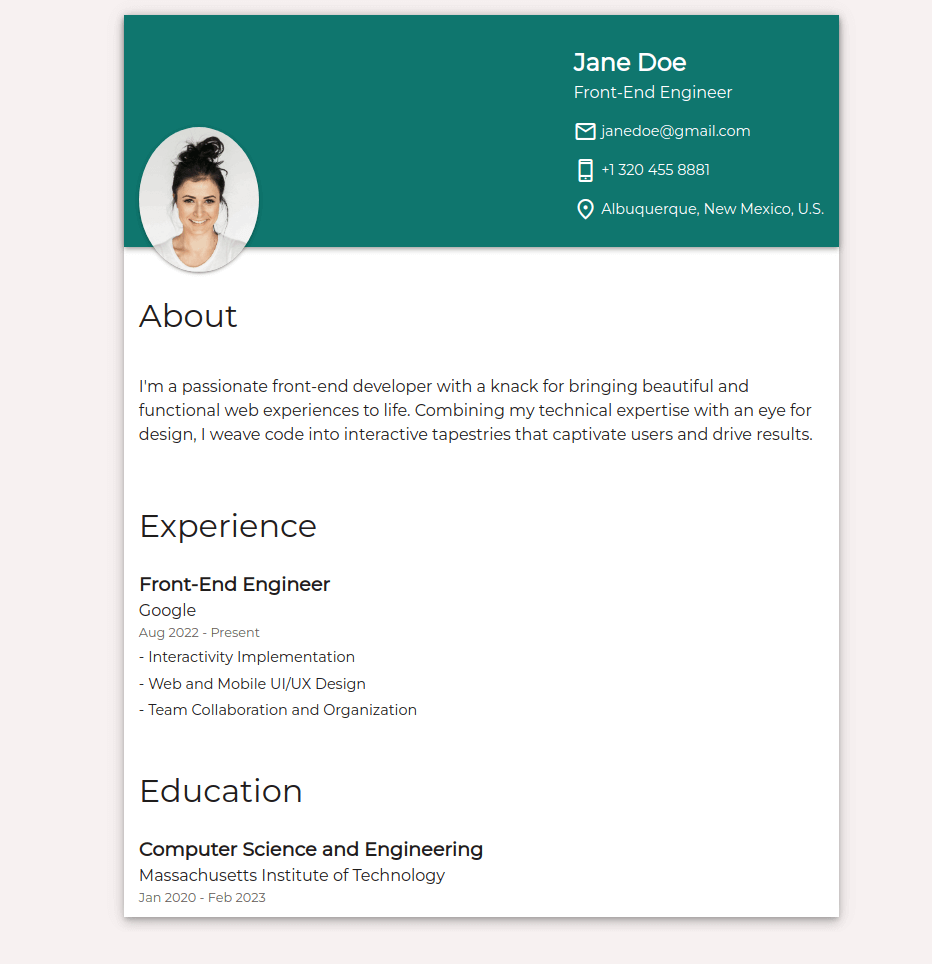 Jane Doe
Front-End Engineer
janedoe@gmail.com
+1 320 455 8881
Albuquerque, New Mexico, U.S.
About
I'm a passionate front-end developer with a knack for bringing beautiful and
functional web experiences to life. Combining my technical expertise with an eye for
design, I weave code into interactive tapestries that captivate users and drive results.
Experience
Front-End Engineer
Google
Aug 2022 - Present
- Interactivity Implementation
- Web and Mobile UI/UX Design
- Team Collaboration and Organization
Education
Computer Science and Engineering
Massachusetts Institute of Technology
Jan 2020 - Feb 2023